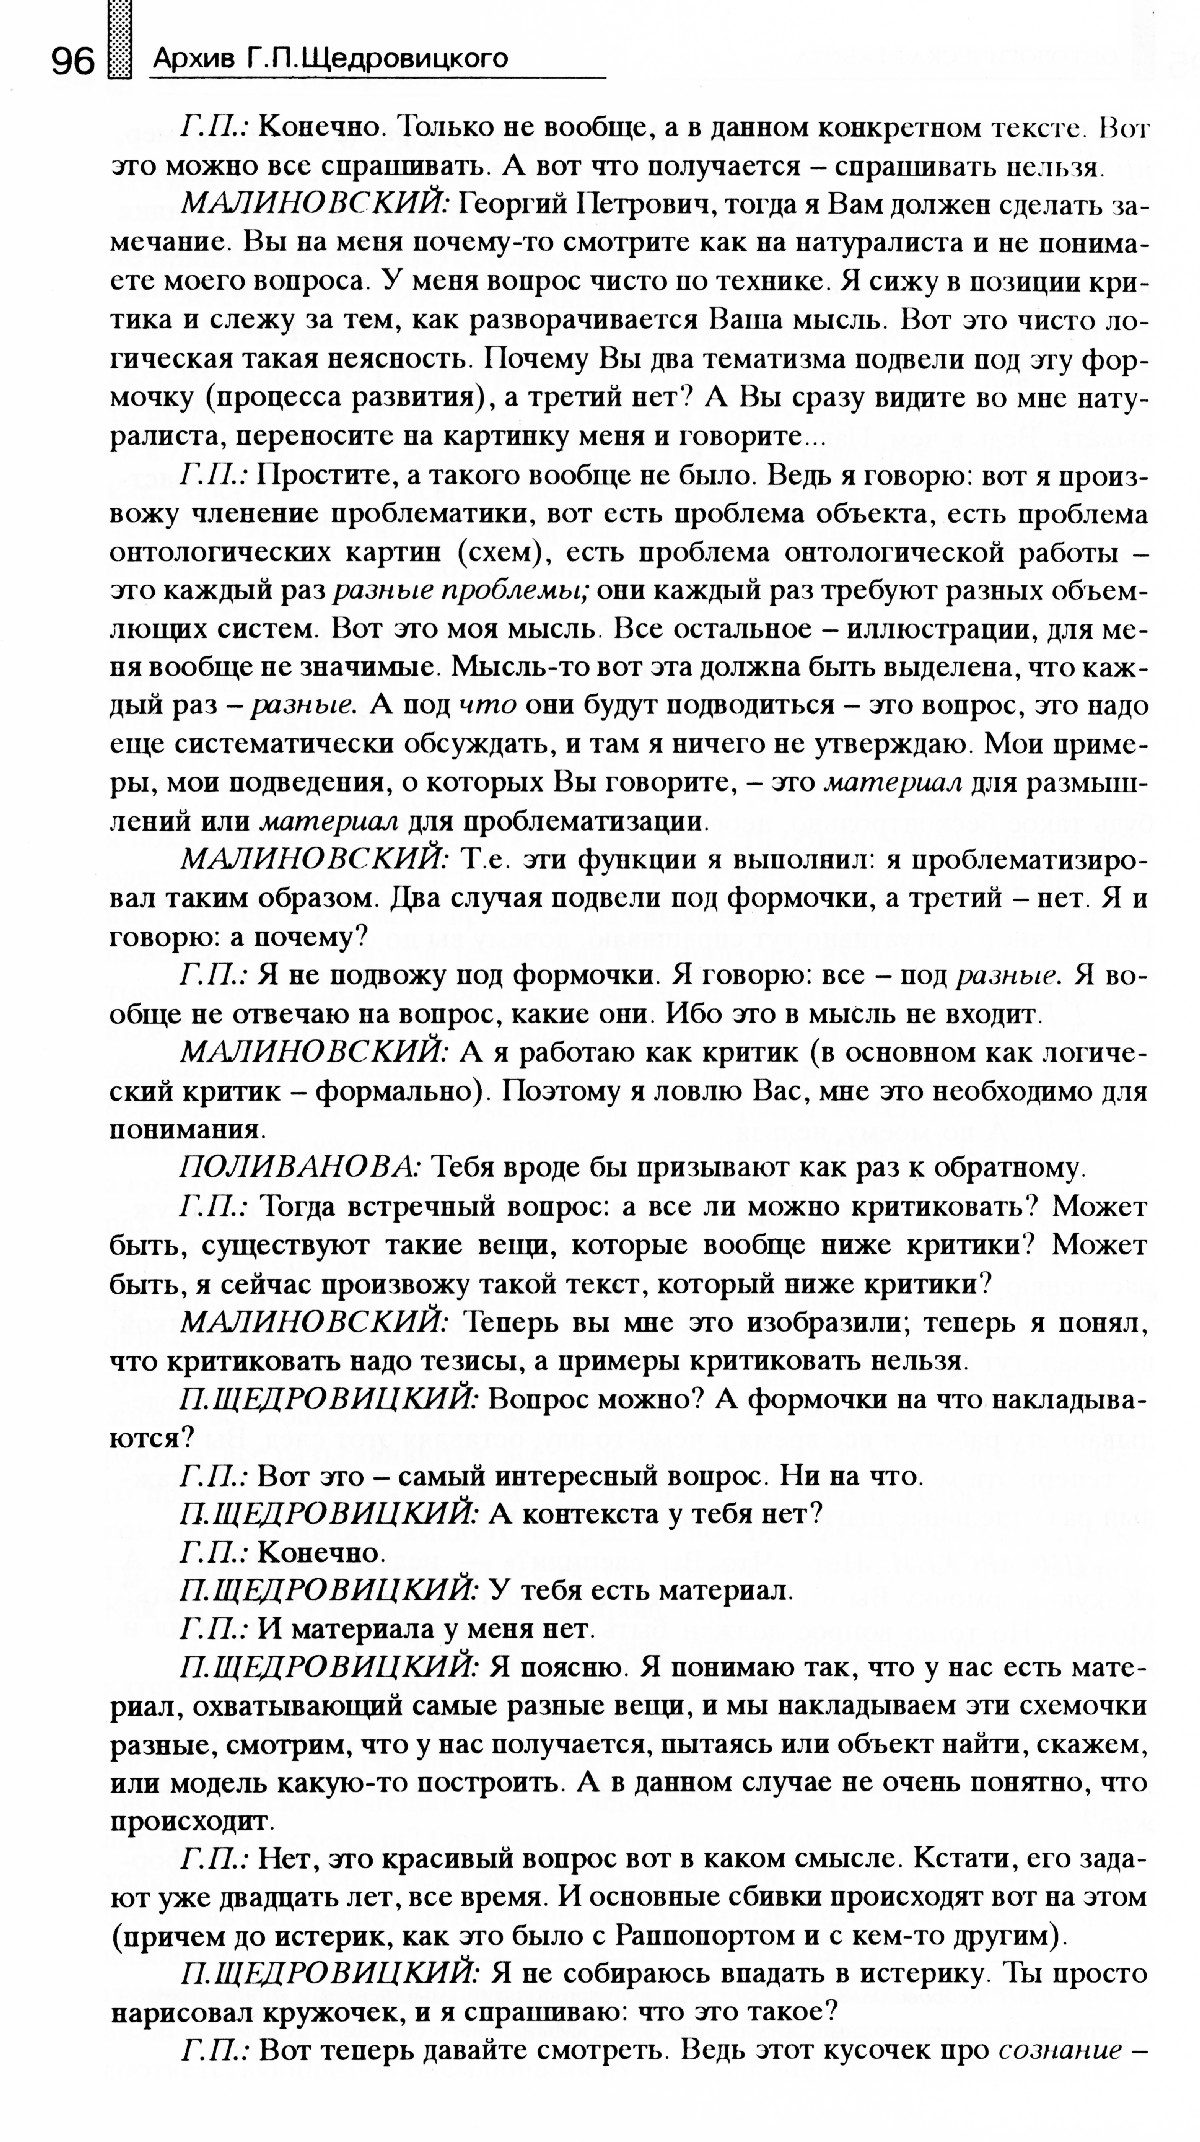 96 Архив Г.П.Щедровицкого
Г.П.: Конечно. Только не вообще, а в данном конкретном тексте. Вот
это можно все спрашивать. А вот что получается – спрашивать нельзя.
МАЛИНОВСКИЙ: Георгий Петрович, тогда я Вам должен сделать за-
мечание. Вы на меня почему-то смотрите как на натуралиста и не понима-
ете моего вопроса. У меня вопрос чисто по технике. Я сижу в позиции кри-
тика и слежу за тем, как разворачивается Ваша мысль. Вот это чисто ло-
гическая такая неясность. Почему Вы два тематизма подвели под эту фор-
мочку (процесса развития), а третий нет? А Вы сразу видите во мне нату-
ралиста, переносите на картинку меня и говорите...
Г.П.: Простите, а такого вообще не было. Ведь я говорю: вот я произ-
вожу членение проблематики, вот есть проблема объекта, есть проблема
онтологических картин (схем), есть проблема онтологической работы –
это каждый раз разные проблемы; они каждый раз требуют разных объем-
лющих систем. Вот это моя мысль. Все остальное – иллюстрации, для ме-
ня вообще не значимые. Мысль-то вот эта должна быть выделена, что каж-
дый раз – разные. А под что они будут подводиться – это вопрос, это надо
еще систематически обсуждать, и там я ничего не утверждаю. Мои приме-
ры, мои подведения, о которых Вы говорите, – это материал для размыш-
лений или материал для проблематизации.
МАЛИНОВСКИЙ: Т.е. эти функции я выполнил: я проблематизиро-
вал таким образом. Два случая подвели под формочки, а третий – нет. Я и
говорю: а почему?
Г.П.: Я не подвожу под формочки. Я говорю: все – под разные. Я во-
обще не отвечаю на вопрос, какие они. Ибо это в мысль не входит.
МАЛИНОВСКИЙ: А я работаю как критик (в основном как логиче-
ский критик – формально). Поэтому я ловлю Вас, мне это необходимо для
понимания.
ПОЛИВАНОВА: Тебя вроде бы призывают как раз к обратному.
Г.П.: Тогда встречный вопрос: а все ли можно критиковать? Может
быть, существуют такие вещи, которые вообще ниже критики? Может
быть, я сейчас произвожу такой текст, который ниже критики?
МАЛИНОВСКИЙ: Теперь вы мне это изобразили; теперь я понял,
что критиковать надо тезисы, а примеры критиковать нельзя.
П.ЩЕДРОВИЦКИЙ: Вопрос можно? А формочки на что накладыва-
ются?
Г.П.: Вот это – самый интересный вопрос. Ни на что.
П.ЩЕДРОВИЦКИЙ: А контекста у тебя нет?
Г.П.: Конечно.
П.ЩЕДРОВИЦКИЙ: У тебя есть материал.
Г.П.: И материала у меня нет.
П.ЩЕДРОВИЦКИЙ: Я поясню. Я понимаю так, что у нас есть мате-
риал, охватывающий самые разные вещи, и мы накладываем эти схемочки
разные, смотрим, что у нас получается, пытаясь или объект найти, скажем,
или модель какую-то построить. А в данном случае не очень понятно, что
происходит.
Г.П.: Нет, это красивый вопрос вот в каком смысле. Кстати, его зада-
ют уже двадцать лет, все время. И основные сбивки происходят вот на этом
(причем до истерик, как это было с Раппопортом и с кем-то другим).
П.ЩЕДРОВИЦКИЙ: Я не собираюсь впадать в истерику. Ты просто
нарисовал кружочек, и я спрашиваю: что это такое?
Г.П.: Вот теперь давайте смотреть. Ведь этот кусочек про сознание –